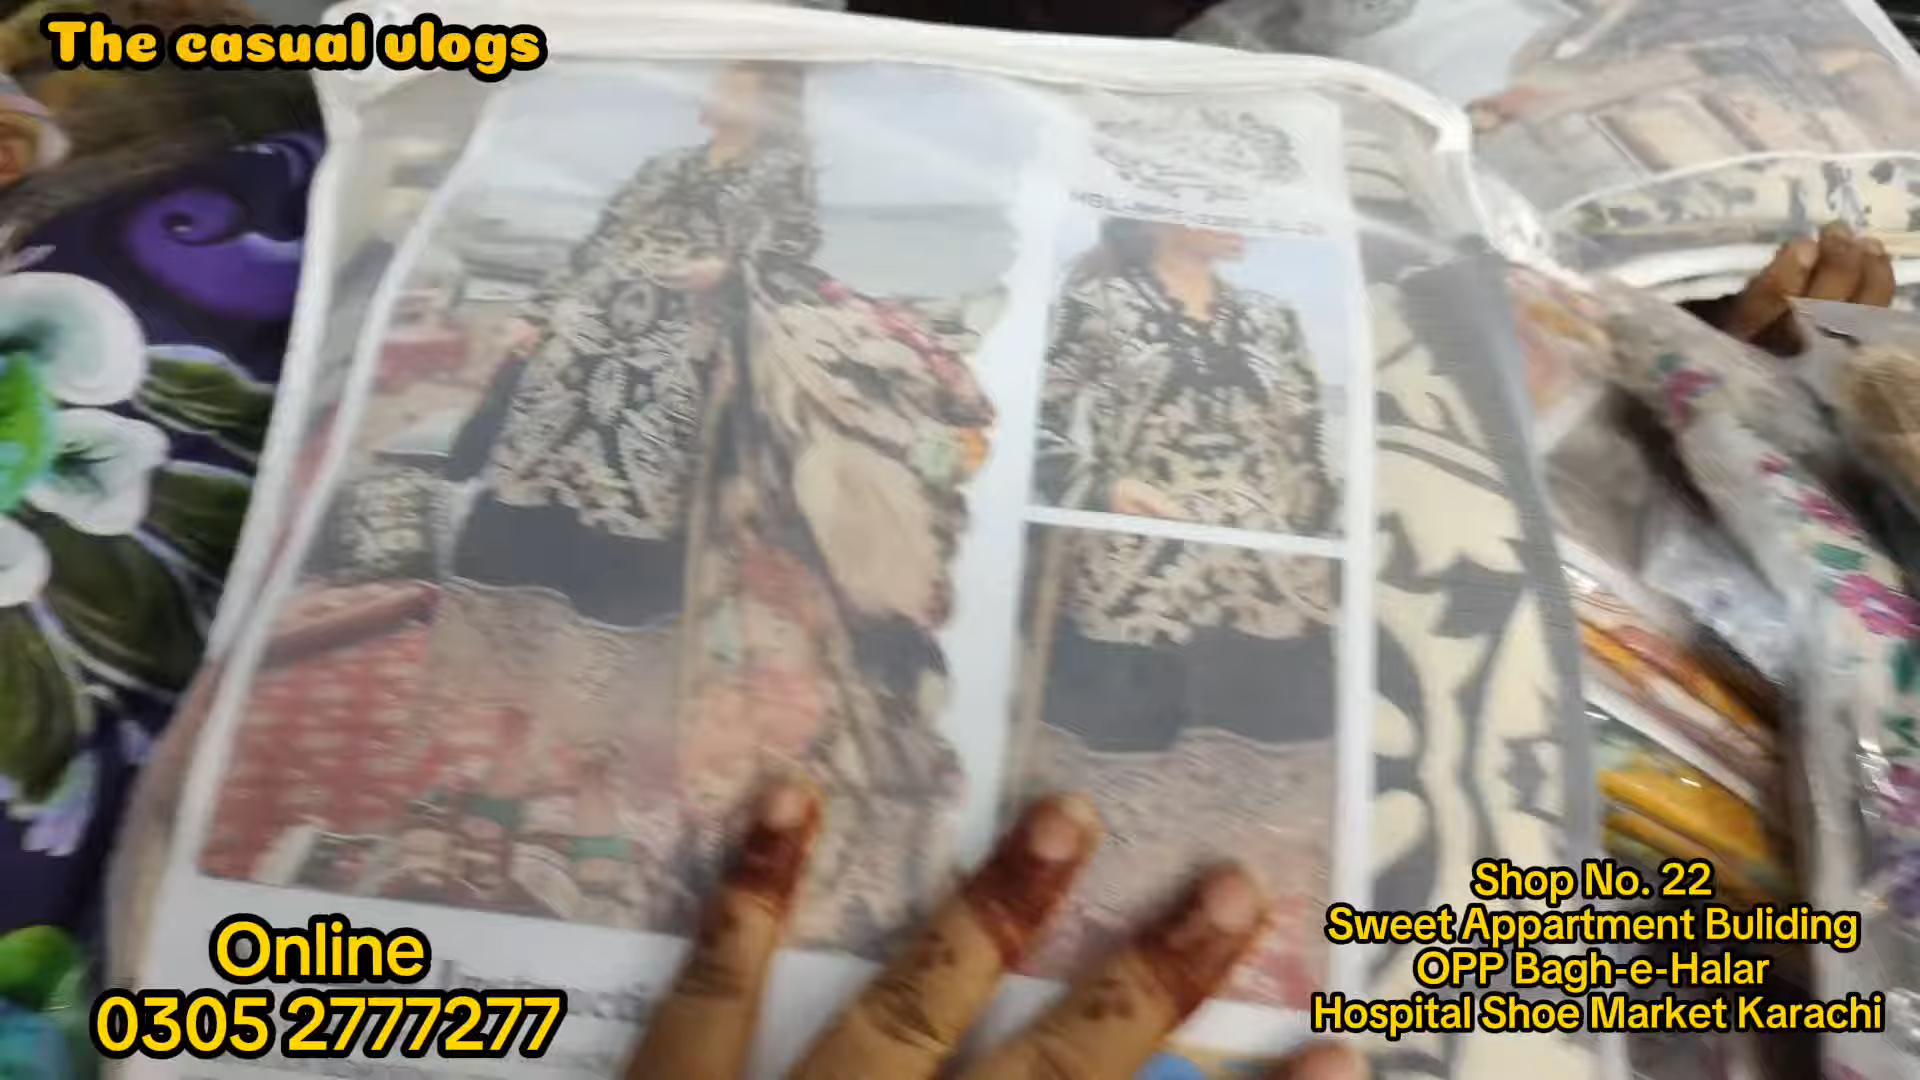 The casual vlogs
Online
0305 2777277
Shop No. 22
Sweet Appartment Buliding
OPP Bagh-e-Halar
Hospital Shoe Market Karachi